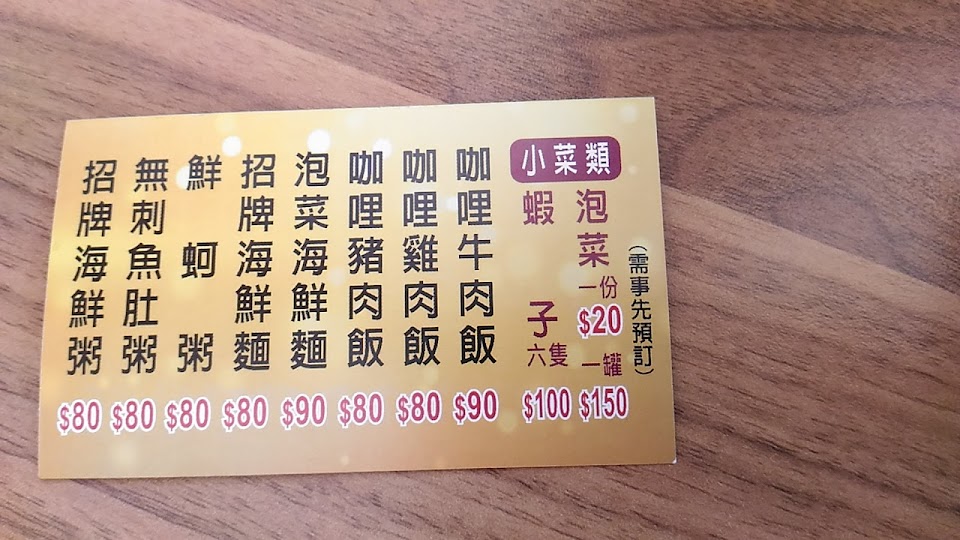 招牌海鮮粥
$80
無刺魚肚粥
$80
鮮蚵粥
$80
招牌海鮮麵
$80
泡菜海鮮麵
$90
咖哩豬肉飯
$80
咖哩雞肉飯
$80
咖哩牛肉飯
$90
小菜類
蝦子
六隻
$100
泡菜
一份
$20
一罐
$150
(需事先預訂)